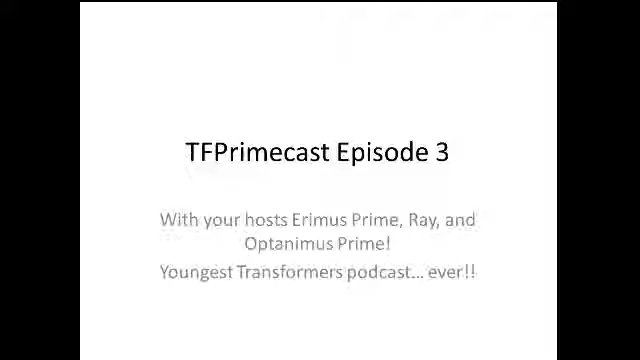 TFPrimecast Episode 3
With your hosts Erimus Prime, Ray, and
Optanimus Prime!
Youngest Transformers podcast... ever!!